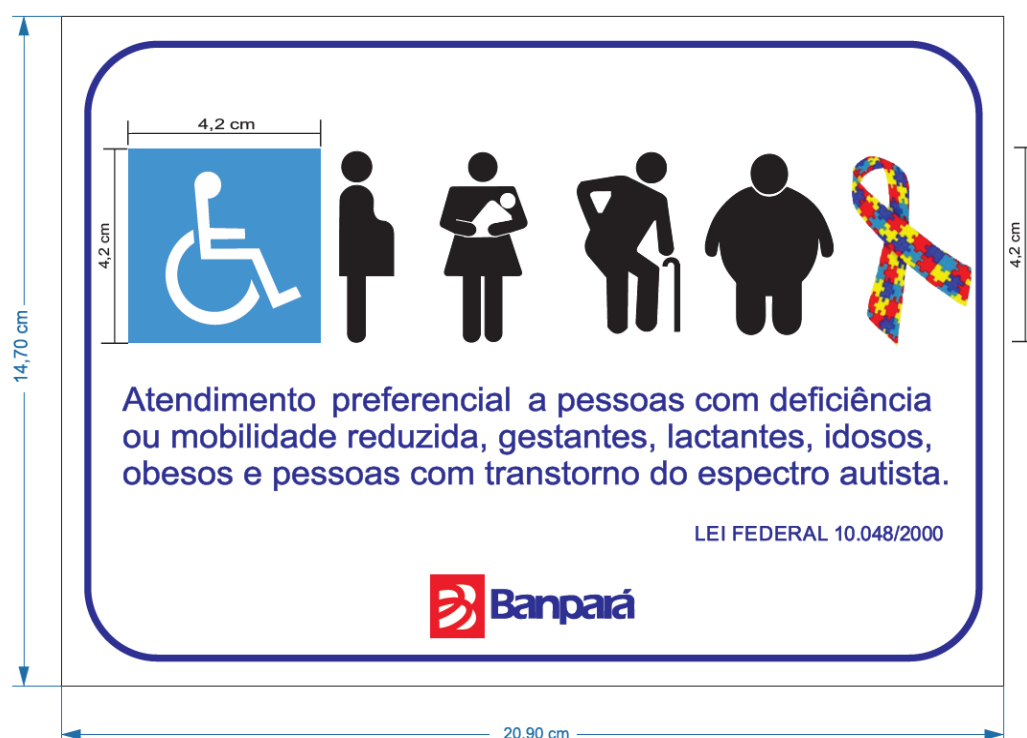 4,2 cm
4,2 cm
4,2 cm
14,70 cm
Atendimento preferencial a pessoas com deficiência
ou mobilidade reduzida, gestantes, lactantes, idosos,
obesos e pessoas com transtorno do espectro autista.
LEI FEDERAL 10.048/2000
Banpará
20,90 cm